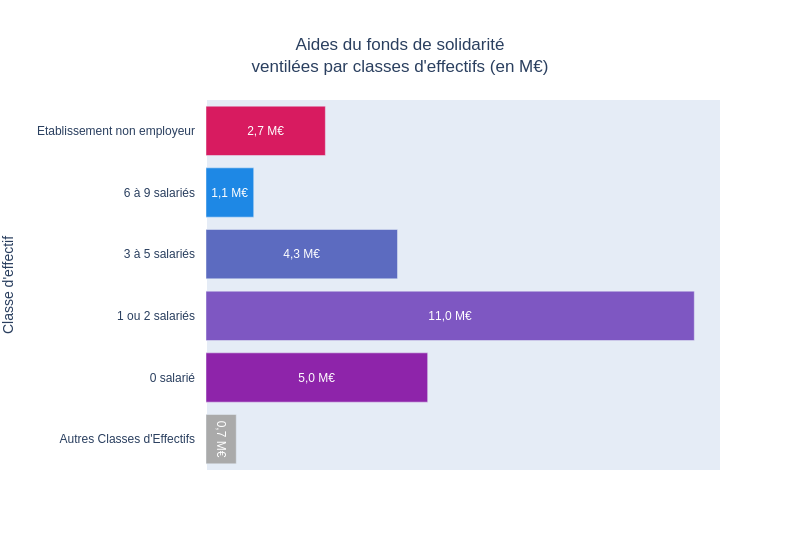 Aides du fonds de solidarité
ventilées par classes d'effectifs (en M€)
Classe d'effectif
Etablissement non employeur
2,7 M€
6 à 9 salariés
1,1 M€
3 à 5 salariés
4,3 M€
1 ou 2 salariés
11,0 M€
0 salarié
5,0 M€
Autres Classes d'Effectifs
0,7 M€